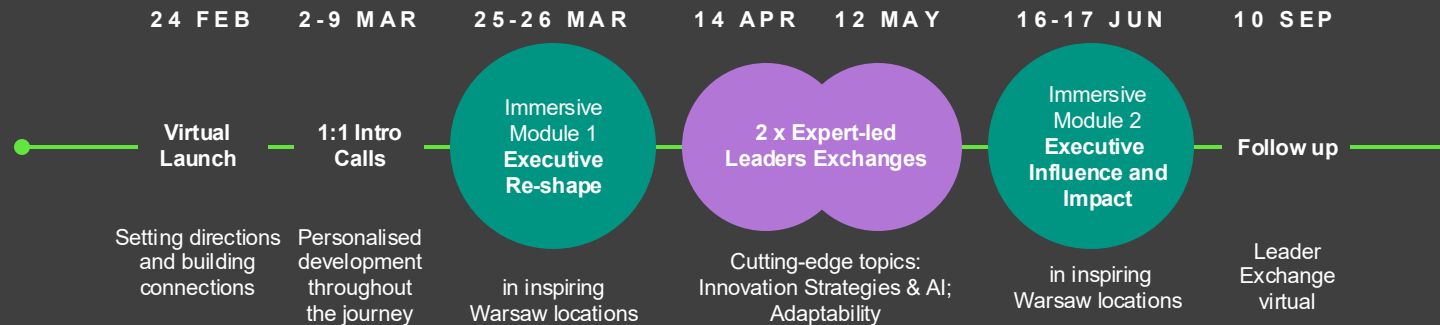 24 FEB
2-9 MAR
25-26 MAR
14 APR
12 MAY
16-17 JUN
10 SEP
Virtual
Launch
Setting directions
and building
connections
1:1 Intro
Calls
Personalised
development
throughout
the journey
Immersive
Module 1
Executive
Re-shape
in inspiring
Warsaw locations
2 x Expert-led
Leaders Exchanges
Cutting-edge topics:
Innovation Strategies & AI;
Adaptability
Immersive
Module 2
Executive
Influence and
Impact
in inspiring
Warsaw locations
Follow up
Leader
Exchange
virtual